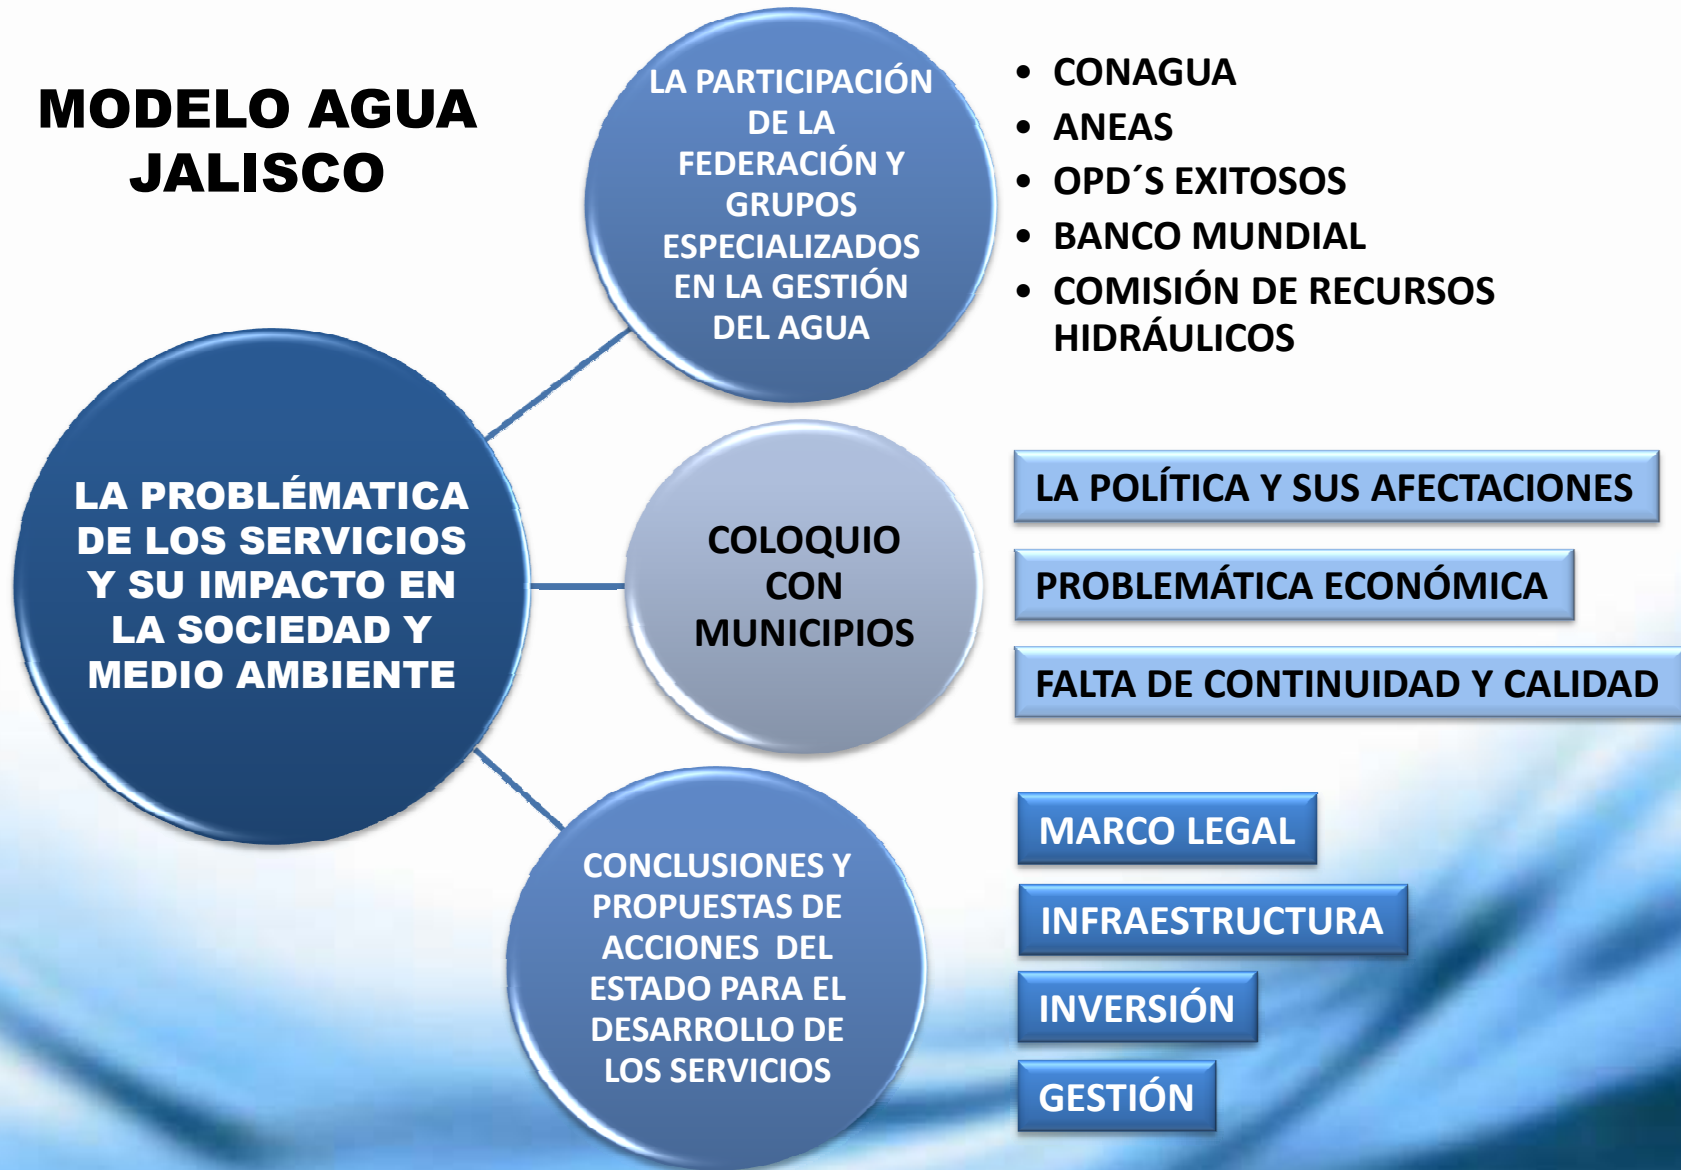 MODELO AGUA
JALISCO
LA PARTICIPACIÓN
DE LA
FEDERACIÓN Y
GRUPOS
ESPECIALIZADOS
EN LA GESTIÓN
DEL AGUA
• CONAGUA
• ANEAS
• OPD´S EXITOSOS
• BANCO MUNDIAL
• COMISIÓN DE RECURSOS
HIDRÁULICOS
LA PROBLÉMATICA
DE LOS SERVICIOS
Y SU IMPACTO EN
LA SOCIEDAD Y
MEDIO AMBIENTE
COLOQUIO
CON
MUNICIPIOS
LA POLÍTICA Y SUS AFECTACIONES
PROBLEMÁTICA ECONÓMICA
FALTA DE CONTINUIDAD Y CALIDAD
CONCLUSIONES Y
PROPUESTAS DE
ACCIONES  DEL
ESTADO PARA EL
DESARROLLO DE
LOS SERVICIOS
MARCO LEGAL
INFRAESTRUCTURA
INVERSIÓN
GESTIÓN